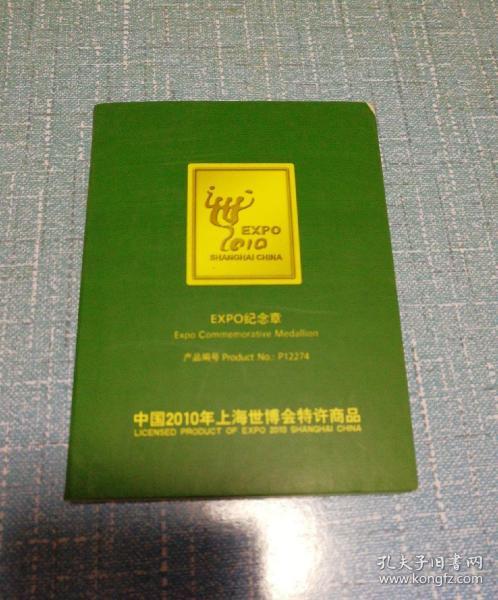 EXPO
2010
SHANGHAI CHINA
EXPO纪念章
Expo Commemorative Medallion
产品编号 Product No.: P12274
中国2010年上海世博会特许商品
LICENSED PRODUCT OF EXPO 2010 SHANGHAI CHINA
孔夫子旧书网
www.kongfz.com